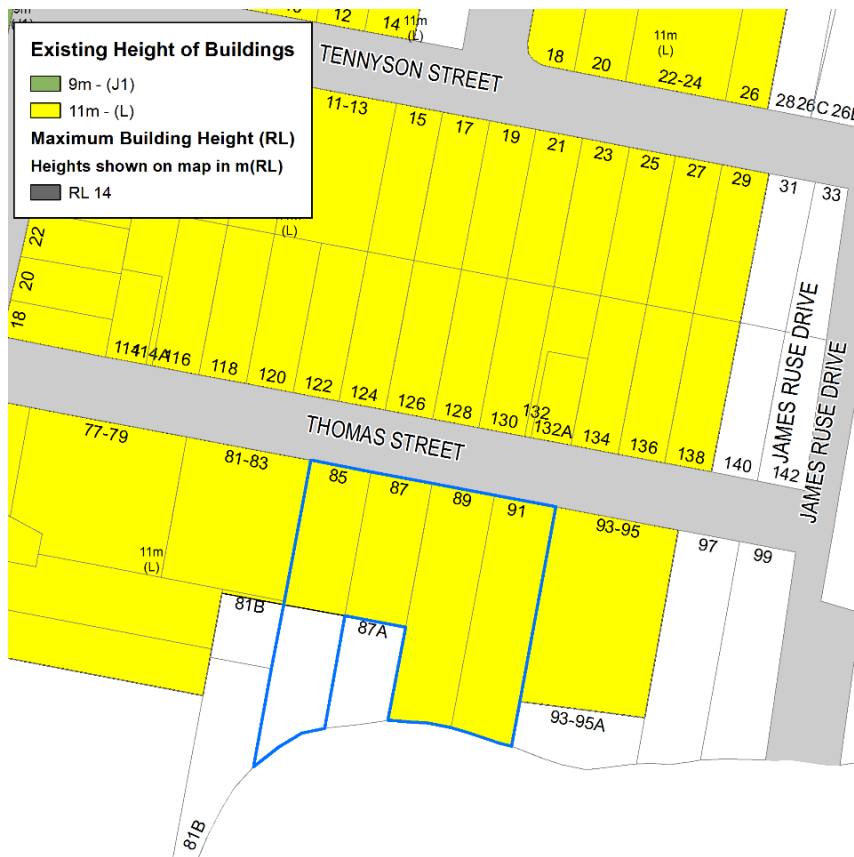 12
14
11m
(L)
TENNYSON STREET
18
20
11m
(L)
22-24
26
28
26C
Existing Height of Buildings
9m - (J1)
11m - (L)
Maximum Building Height (RL)
Heights shown on map in m(RL)
RL 14
11-13
15
17
19
21
23
25
27
29
31
33
(L)
22
20
18
114
114A
116
118
120
122
124
126
128
130
132
132A
134
136
138
140
142
JAMES RUSE DRIVE
JAMES RUSE DRIVE
THOMAS STREET
77-79
81-83
85
87
89
91
93-95
97
99
11m
(L)
81B
87A
93-95A
81B